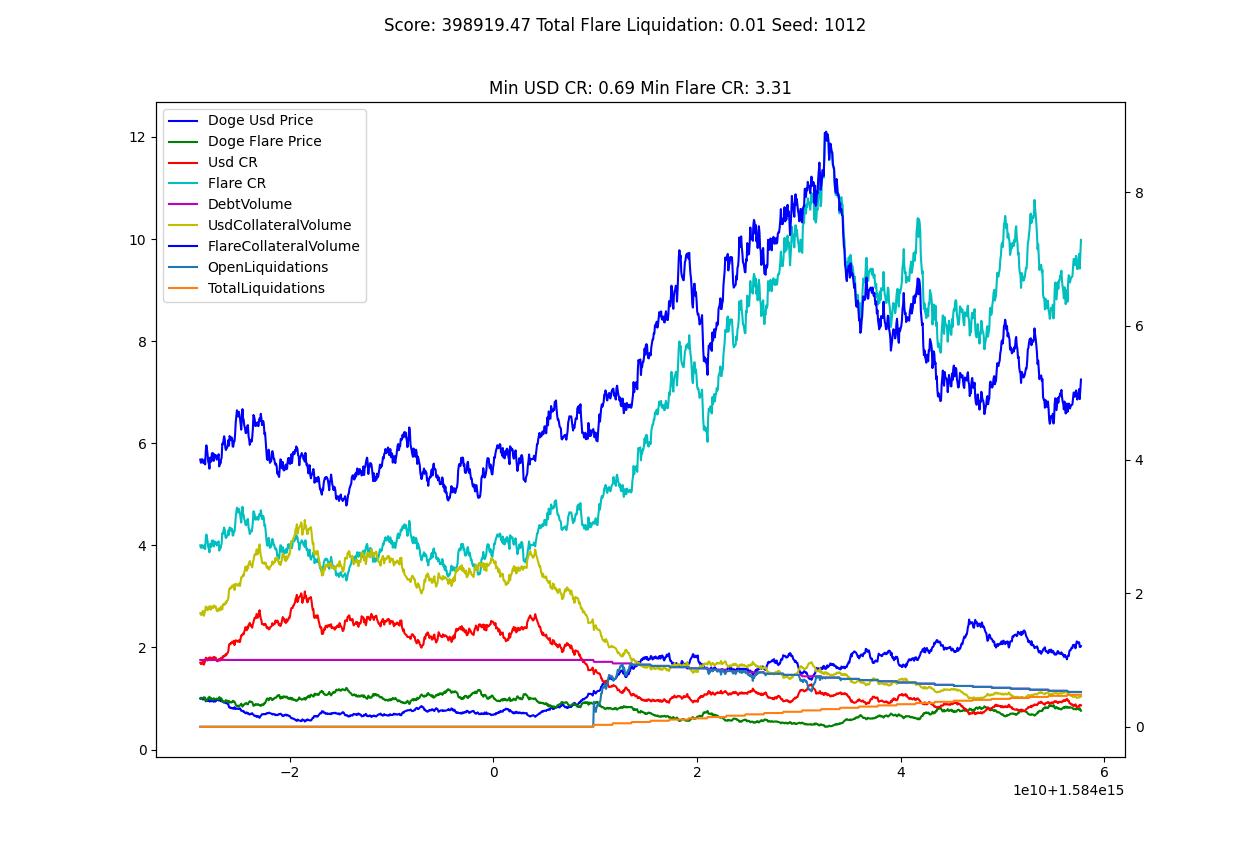 Score: 398919.47 Total Flare Liquidation: 0.01 Seed: 1012
Min USD CR: 0.69 Min Flare CR: 3.31
Doge Usd Price
Doge Flare Price
Usd CR
Flare CR
DebtVolume
UsdCollateralVolume
FlareCollateralVolume
OpenLiquidations
TotalLiquidations
12
10
8
6
4
2
0
8
6
4
2
0
−2
0
2
4
6
1e10+1.584e15